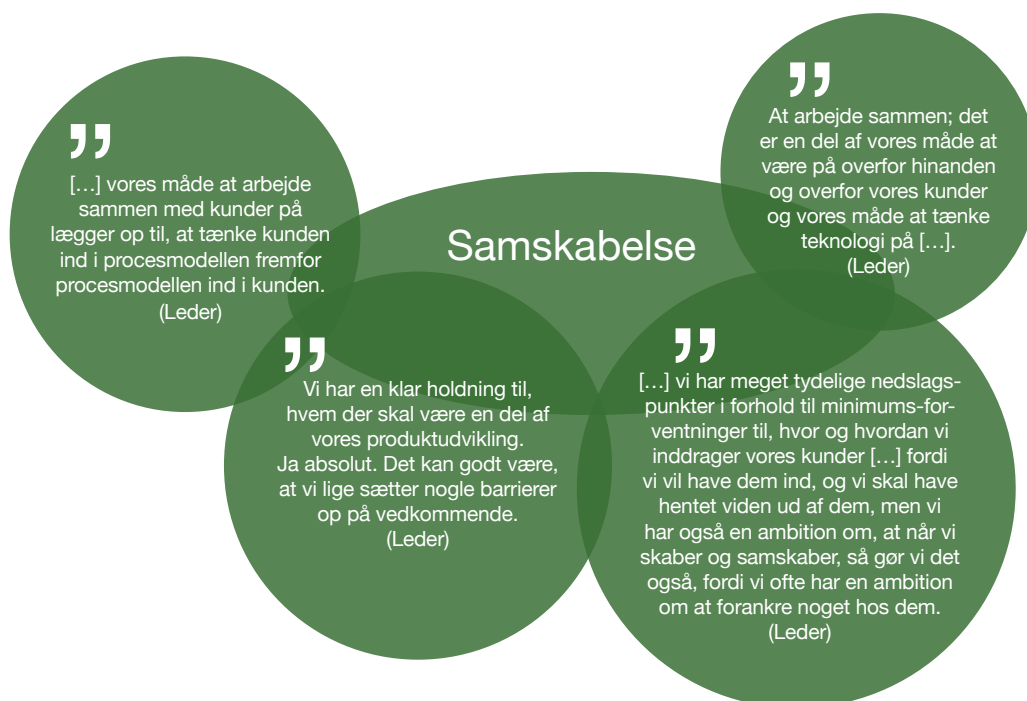 ”
[…] vores måde at arbejde
sammen med kunder på
lægger op til, at tænke kunden
ind i procesmodellen fremfor
procesmodellen ind i kunden.
(Leder)
”
At arbejde sammen; det
er en del af vores måde at
være på overfor hinanden
og overfor vores kunder
og vores måde at tænke
teknologi på […].
(Leder)
Samskabelse
”
Vi har en klar holdning til,
hvem der skal være en del af
vores produktudvikling.
Ja absolut. Det kan godt være,
at vi lige sætter nogle barrierer
op på vedkommende.
(Leder)
”
[…] vi har meget tydelige nedslags-
punkter i forhold til minimums-for-
ventninger til, hvor og hvordan vi
inddrager vores kunder […] fordi
vi vil have dem ind, og vi skal have
hentet viden ud af dem, men vi
har også en ambition om, at når vi
skaber og samskaber, så gør vi det
også, fordi vi ofte har en ambition
om at forankre noget hos dem.
(Leder)